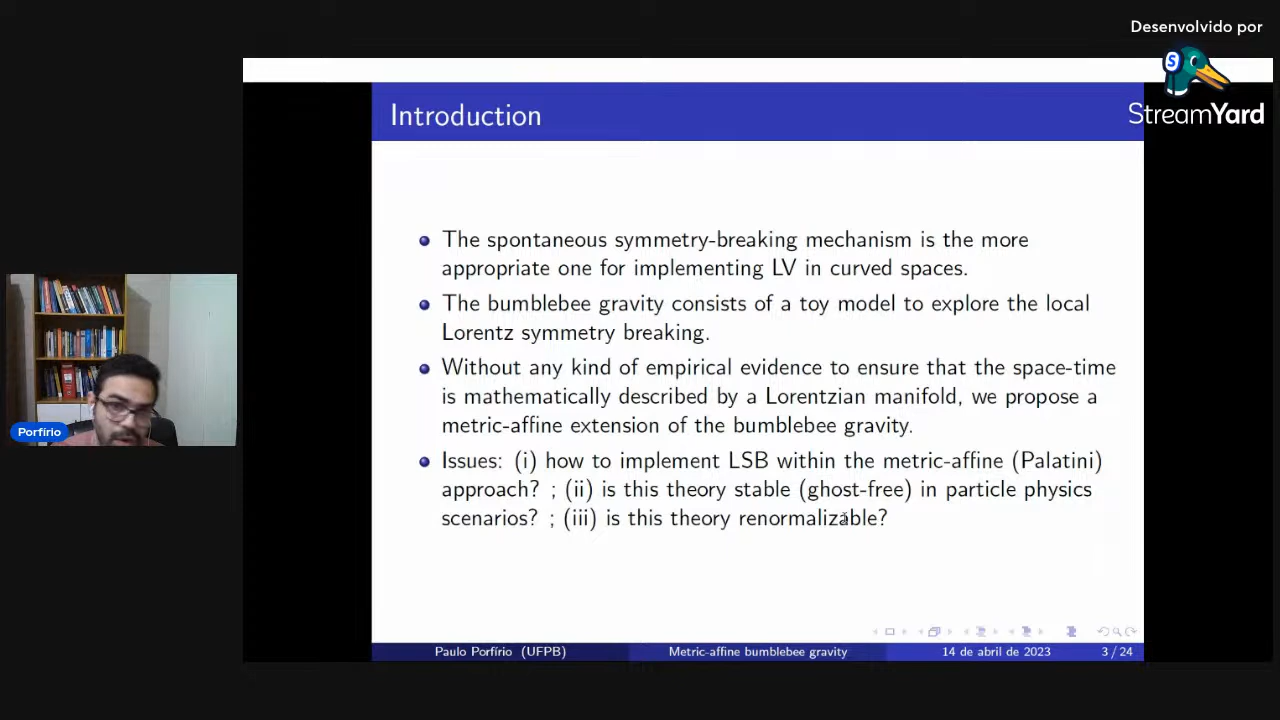 Desenvolvido por
StreamYard
Introduction
The spontaneous symmetry-breaking mechanism is the more
appropriate one for implementing LV in curved spaces.
The bumblebee gravity consists of a toy model to explore the local
Lorentz symmetry breaking.
Without any kind of empirical evidence to ensure that the space-time
is mathematically described by a Lorentzian manifold, we propose a
metric-affine extension of the bumblebee gravity.
Issues: (i) how to implement LSB within the metric-affine (Palatini)
approach? ; (ii) is this theory stable (ghost-free) in particle physics
scenarios? ; (iii) is this theory renormalizable?
Porfírio
Paulo Porfírio (UFPB) Metric-affine bumblebee gravity 14 de abril de 2023 3 / 24